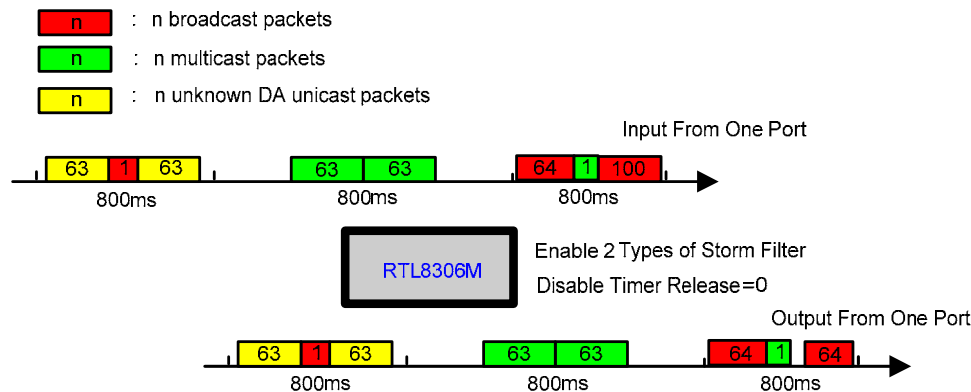 n : n broadcast packets
n : n multicast packets
n : n unknown DA unicast packets
Input From One Port
63 1 63 63 63 64 1 100
800ms 800ms 800ms
RTL8306M
Enable 2 Types of Storm Filter
Disable Timer Release=0
Output From One Port
63 1 63 63 63 64 1 64
800ms 800ms 800ms